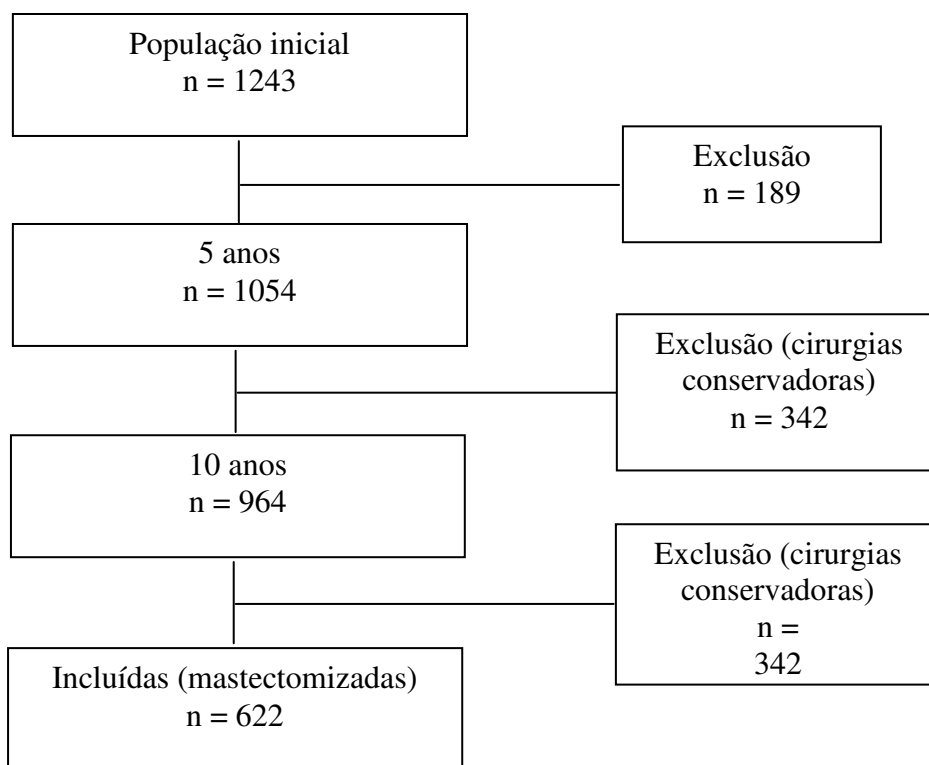 População inicial
n = 1243
Exclusão
n = 189
5 anos
n = 1054
Exclusão (cirurgias
conservadoras)
n = 342
10 anos
n = 964
Exclusão (cirurgias
conservadoras)
n =
342
Incluídas (mastectomizadas)
n = 622